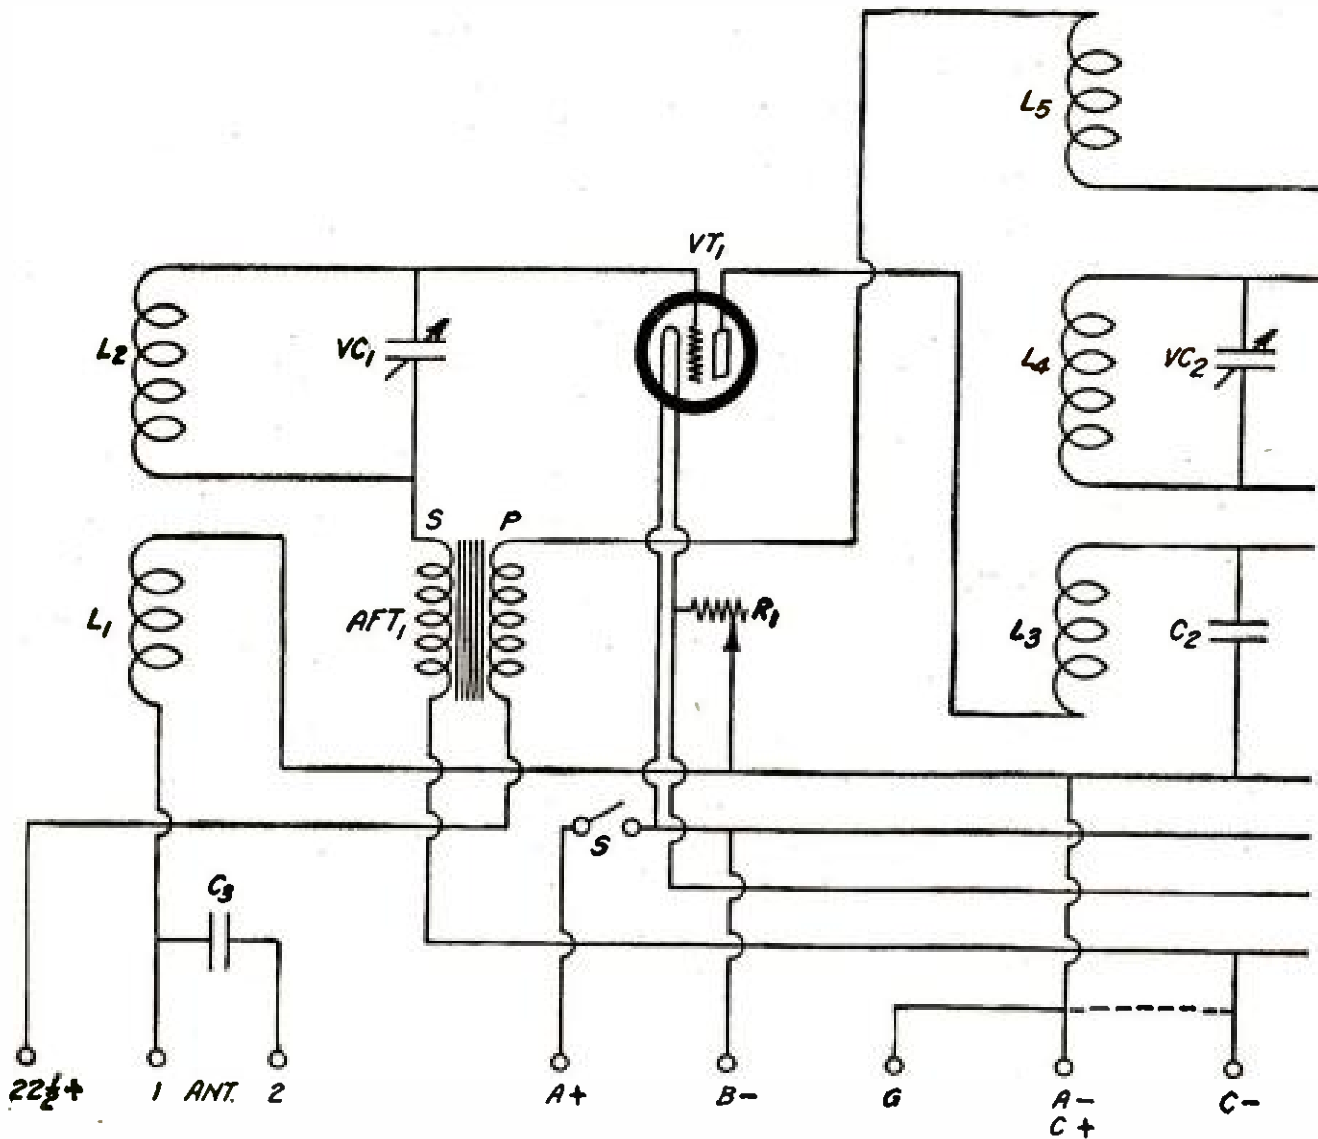 L5
VT1
L2
VC1
L4
VC2
S P
L1
AFT1
R1
L3
C2
S
C3
22½+ 1 ANT. 2 A+ B- G A- C-
C+